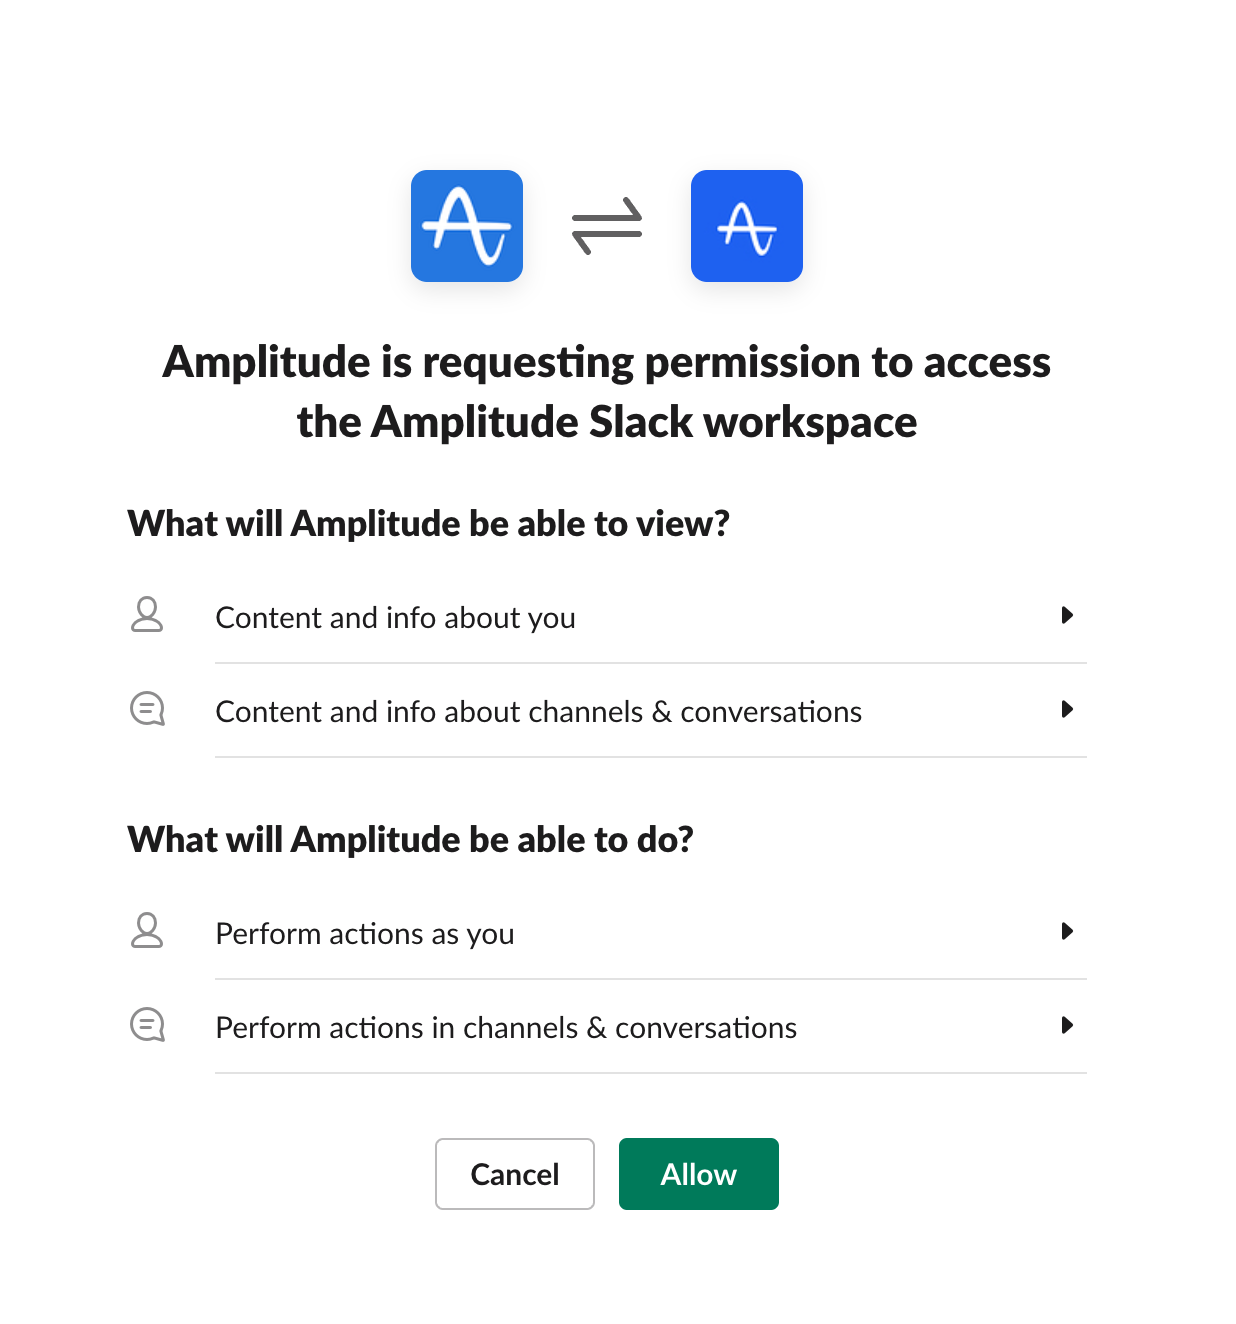 Amplitude is requesting permission to access
the Amplitude Slack workspace
What will Amplitude be able to view?
Content and info about you
Content and info about channels & conversations
What will Amplitude be able to do?
Perform actions as you
Perform actions in channels & conversations
Cancel
Allow